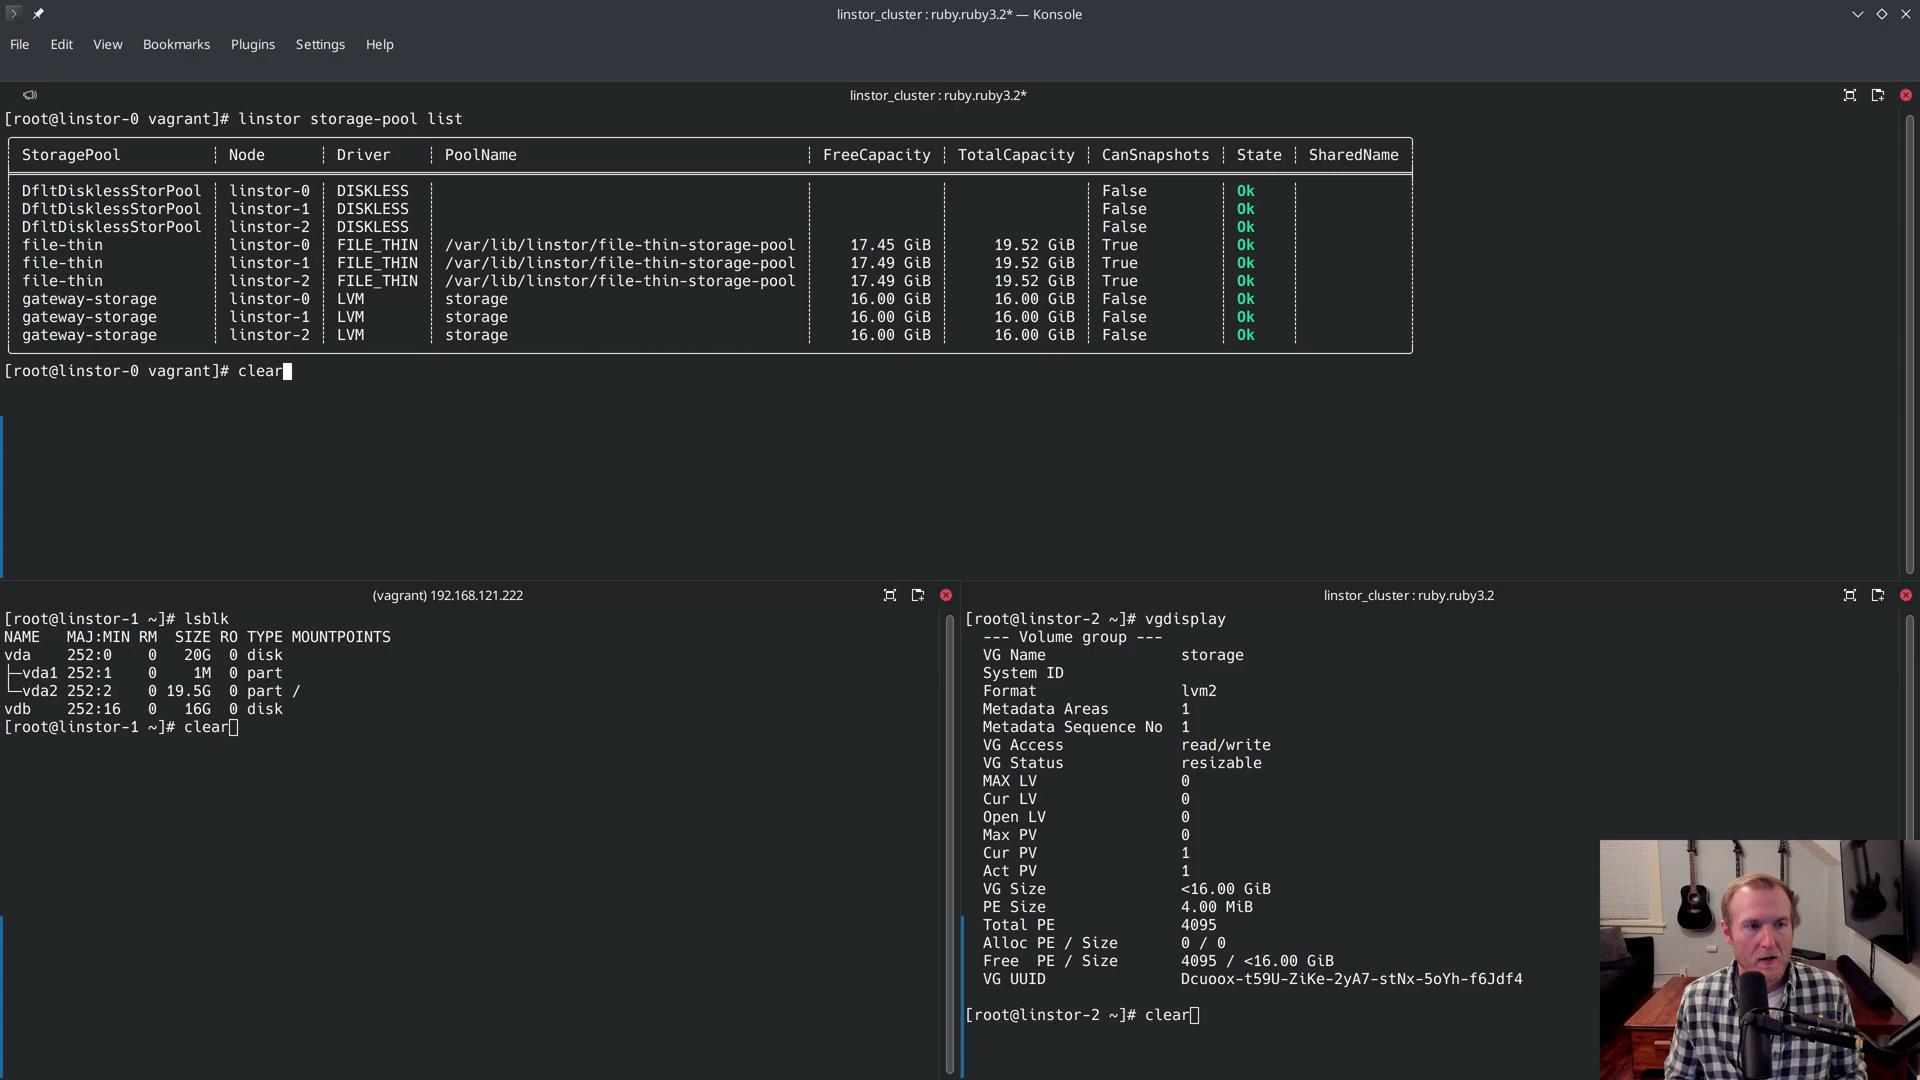 linstor_cluster : ruby.ruby3.2* — Konsole
File Edit View Bookmarks Plugins Settings Help
linstor_cluster : ruby.ruby3.2*
[root@linstor-0 vagrant]# linstor storage-pool list
StoragePool Node Driver PoolName FreeCapacity TotalCapacity CanSnapshots State SharedName
DfltDisklessStorPool linstor-0 DISKLESS False Ok
DfltDisklessStorPool linstor-1 DISKLESS False Ok
DfltDisklessStorPool linstor-2 DISKLESS False Ok
file-thin linstor-0 FILE_THIN /var/lib/linstor/file-thin-storage-pool 17.45 GiB 19.52 GiB True Ok
file-thin linstor-1 FILE_THIN /var/lib/linstor/file-thin-storage-pool 17.49 GiB 19.52 GiB True Ok
file-thin linstor-2 FILE_THIN /var/lib/linstor/file-thin-storage-pool 17.49 GiB 19.52 GiB True Ok
gateway-storage linstor-0 LVM storage 16.00 GiB 16.00 GiB False Ok
gateway-storage linstor-1 LVM storage 16.00 GiB 16.00 GiB False Ok
gateway-storage linstor-2 LVM storage 16.00 GiB 16.00 GiB False Ok
[root@linstor-0 vagrant]# clear
(vagrant) 192.168.121.222
[root@linstor-1 ~]# lsblk
NAME MAJ:MIN RM SIZE RO TYPE MOUNTPOINTS
vda 252:0 0 20G 0 disk
├─vda1 252:1 0 1M 0 part
└─vda2 252:2 0 19.5G 0 part /
vdb 252:16 0 16G 0 disk
[root@linstor-1 ~]# clear
linstor_cluster : ruby.ruby3.2
[root@linstor-2 ~]# vgdisplay
--- Volume group ---
VG Name storage
System ID
Format lvm2
Metadata Areas 1
Metadata Sequence No 1
VG Access read/write
VG Status resizable
MAX LV 0
Cur LV 0
Open LV 0
Max PV 0
Cur PV 1
Act PV 1
VG Size <16.00 GiB
PE Size 4.00 MiB
Total PE 4095
Alloc PE / Size 0 / 0
Free PE / Size 4095 / <16.00 GiB
VG UUID Dcuoox-t59U-ZiKe-2yA7-stNx-5oYh-f6Jdf4
[root@linstor-2 ~]# clear